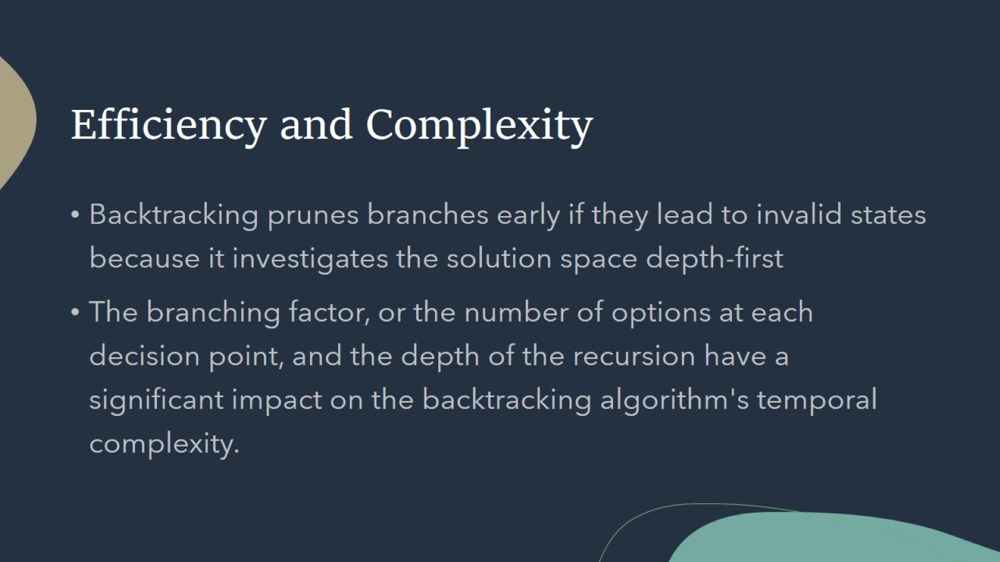 Efficiency and Complexity
• Backtracking prunes branches early if they lead to invalid states
because it investigates the solution space depth-first
• The branching factor, or the number of options at each
decision point, and the depth of the recursion have a
significant impact on the backtracking algorithm's temporal
complexity.